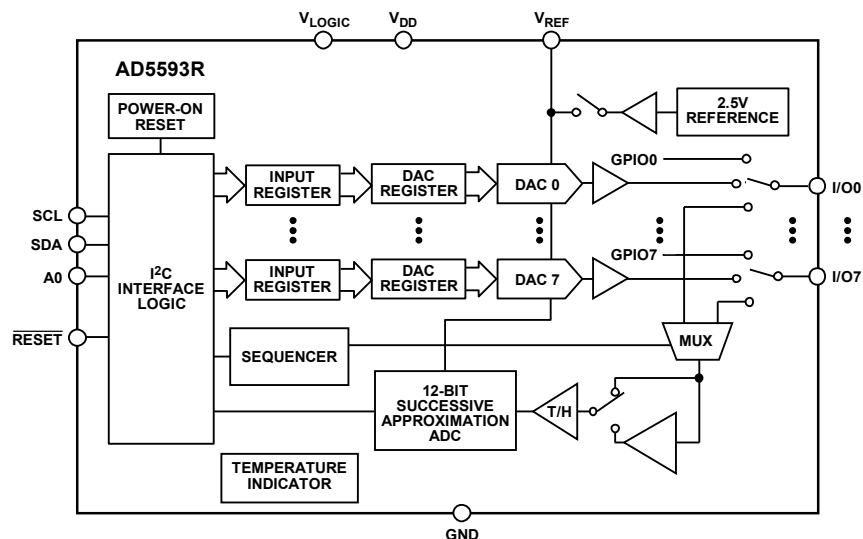 VLOGIC
VDD
VREF
AD5593R
POWER-ON
RESET
2.5V
REFERENCE
GPIO0
INPUT
REGISTER
DAC
REGISTER
DAC 0
I/O0
SCL
SDA
A0
RESET
I²C
INTERFACE
LOGIC
GPIO7
INPUT
REGISTER
DAC
REGISTER
DAC 7
I/O7
SEQUENCER
MUX
12-BIT
SUCCESSIVE
APPROXIMATION
ADC
T/H
TEMPERATURE
INDICATOR
GND